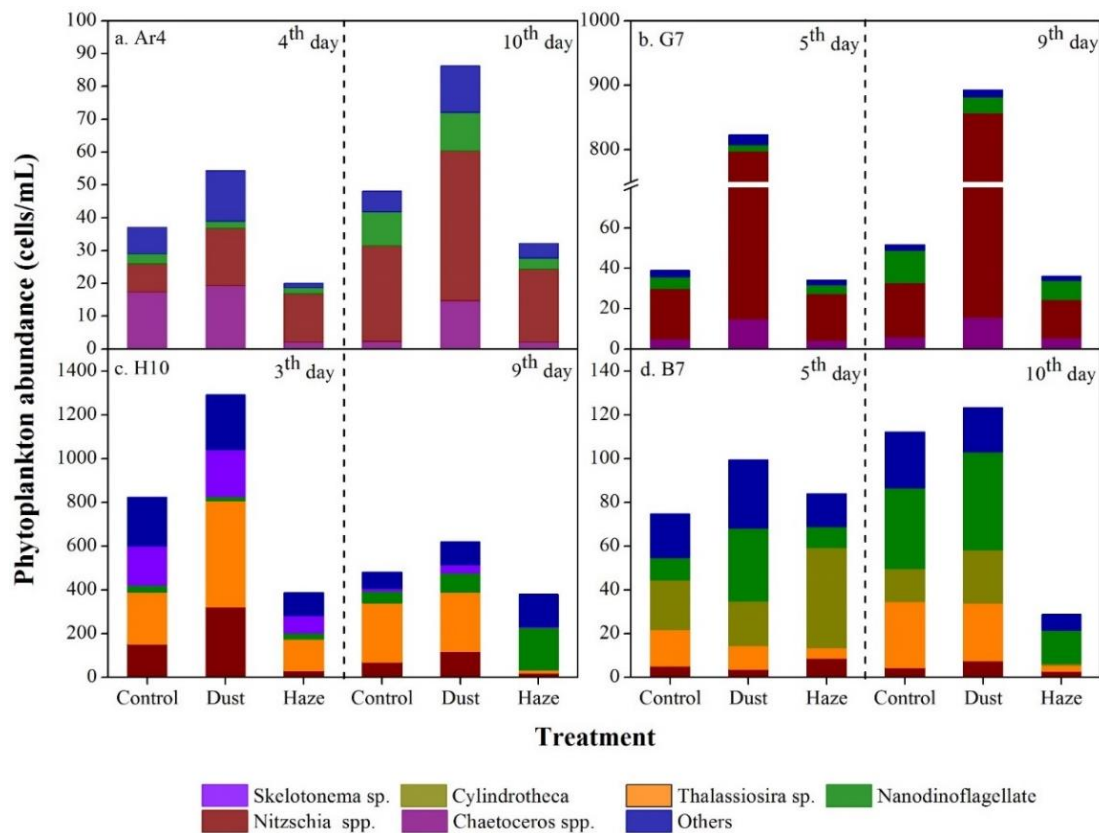 a. Ar4
4th day
10th day
100
90
80
70
60
50
40
30
20
10
0
b. G7
5th day
9th day
1000
900
800
60
40
20
0
c. H10
3th day
9th day
1400
1200
1000
800
600
400
200
0
Control Dust Haze Control Dust Haze
d. B7
5th day
10th day
140
120
100
80
60
40
20
0
Control Dust Haze Control Dust Haze
Phytoplankton abundance (cells/mL)
Treatment
Skelotonema sp. Cylindrotheca Thalassiosira sp. Nanodinoflagellate
Nitzschia spp. Chaetoceros spp. Others